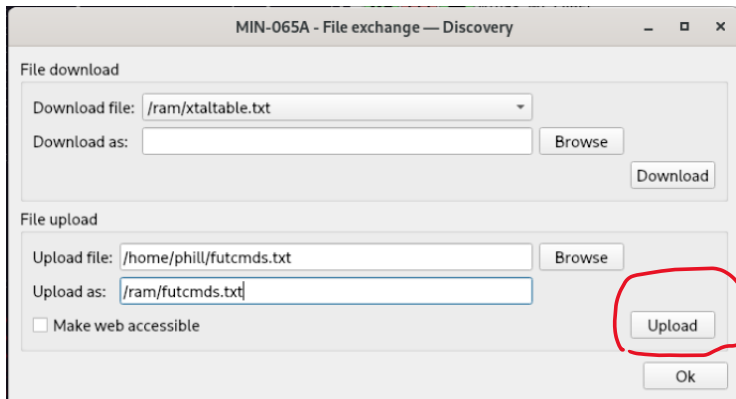 MIN-065A - File exchange — Discovery
File download
Download file: /ram/xtaltable.txt
Download as: Browse
Download
File upload
Upload file: /home/phill/futcmds.txt Browse
Upload as: /ram/futcmds.txt
Make web accessible Upload
Ok